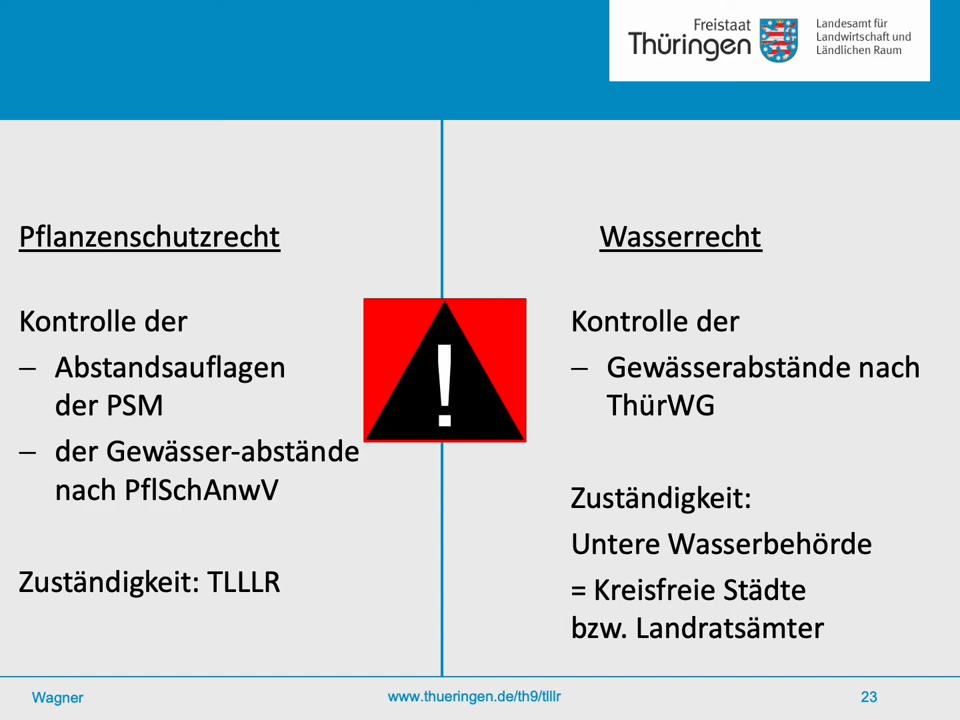 Freistaat
Thüringen
Landesamt für
Landwirtschaft und
Ländlichen Raum
Pflanzenschutzrecht
Kontrolle der
– Abstandsauflagen
der PSM
– der Gewässer-abstände
nach PflSchAnwV
Zuständigkeit: TLLLR
!
Wasserrecht
Kontrolle der
– Gewässerabstände nach
ThürWG
Zuständigkeit:
Untere Wasserbehörde
= Kreisfreie Städte
bzw. Landratsämter
Wagner
www.thueringen.de/th9/tlllr
23